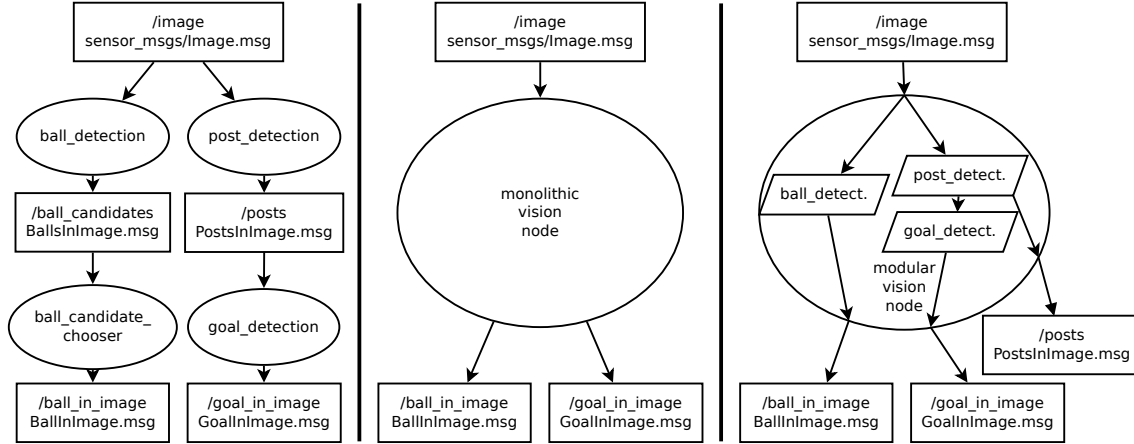 /image
sensor_msgs/Image.msg
ball_detection
post_detection
/ball_candidates
BallsInImage.msg
/posts
PostsInImage.msg
ball_candidate_
chooser
goal_detection
/ball_in_image
BallInImage.msg
/goal_in_image
GoalInImage.msg
/image
sensor_msgs/Image.msg
monolithic
vision
node
/ball_in_image
BallInImage.msg
/goal_in_image
GoalInImage.msg
/image
sensor_msgs/Image.msg
ball_detect.
post_detect.
goal_detect.
modular
vision
node
/posts
PostsInImage.msg
/ball_in_image
BallInImage.msg
/goal_in_image
GoalInImage.msg